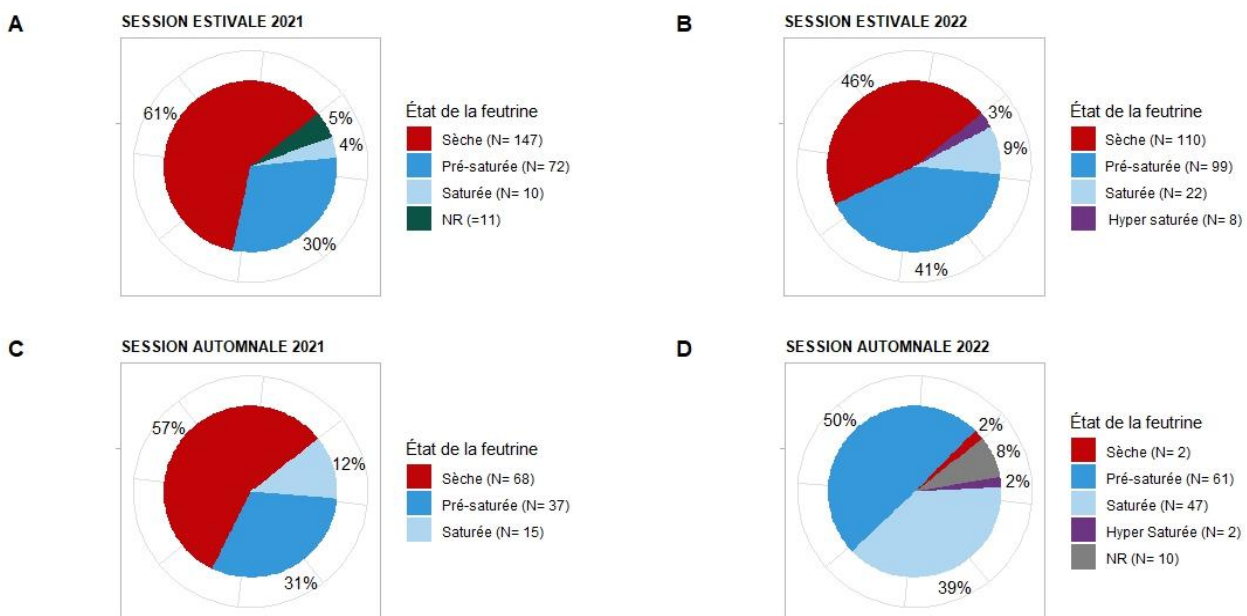 A
SESSION ESTIVALE 2021
61%
5%
4%
30%
État de la feutrine
Sèche (N= 147)
Pré-saturée (N= 72)
Saturée (N= 10)
NR (=11)
B
SESSION ESTIVALE 2022
46%
3%
9%
41%
État de la feutrine
Sèche (N= 110)
Pré-saturée (N= 99)
Saturée (N= 22)
Hyper saturée (N= 8)
C
SESSION AUTOMNALE 2021
57%
12%
31%
État de la feutrine
Sèche (N= 68)
Pré-saturée (N= 37)
Saturée (N= 15)
D
SESSION AUTOMNALE 2022
50%
2%
8%
2%
39%
État de la feutrine
Sèche (N= 2)
Pré-saturée (N= 61)
Saturée (N= 47)
Hyper Saturée (N= 2)
NR (N= 10)